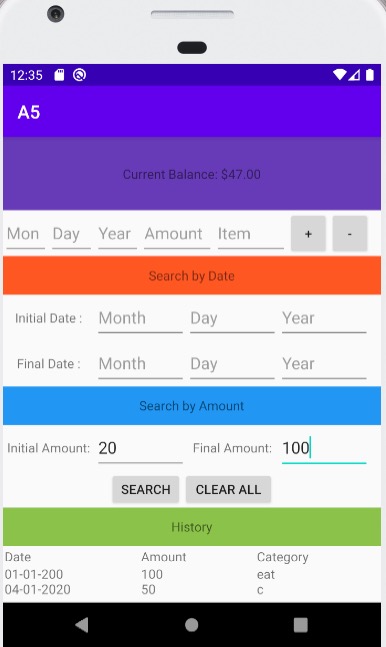 12:35
A5
Current Balance: $47.00
Mon Day Year Amount Item + -
Search by Date
Initial Date : Month Day Year
Final Date : Month Day Year
Search by Amount
Initial Amount: 20 Final Amount: 100
SEARCH CLEAR ALL
History
Date Amount Category
01-01-200 100 eat
04-01-2020 50 c